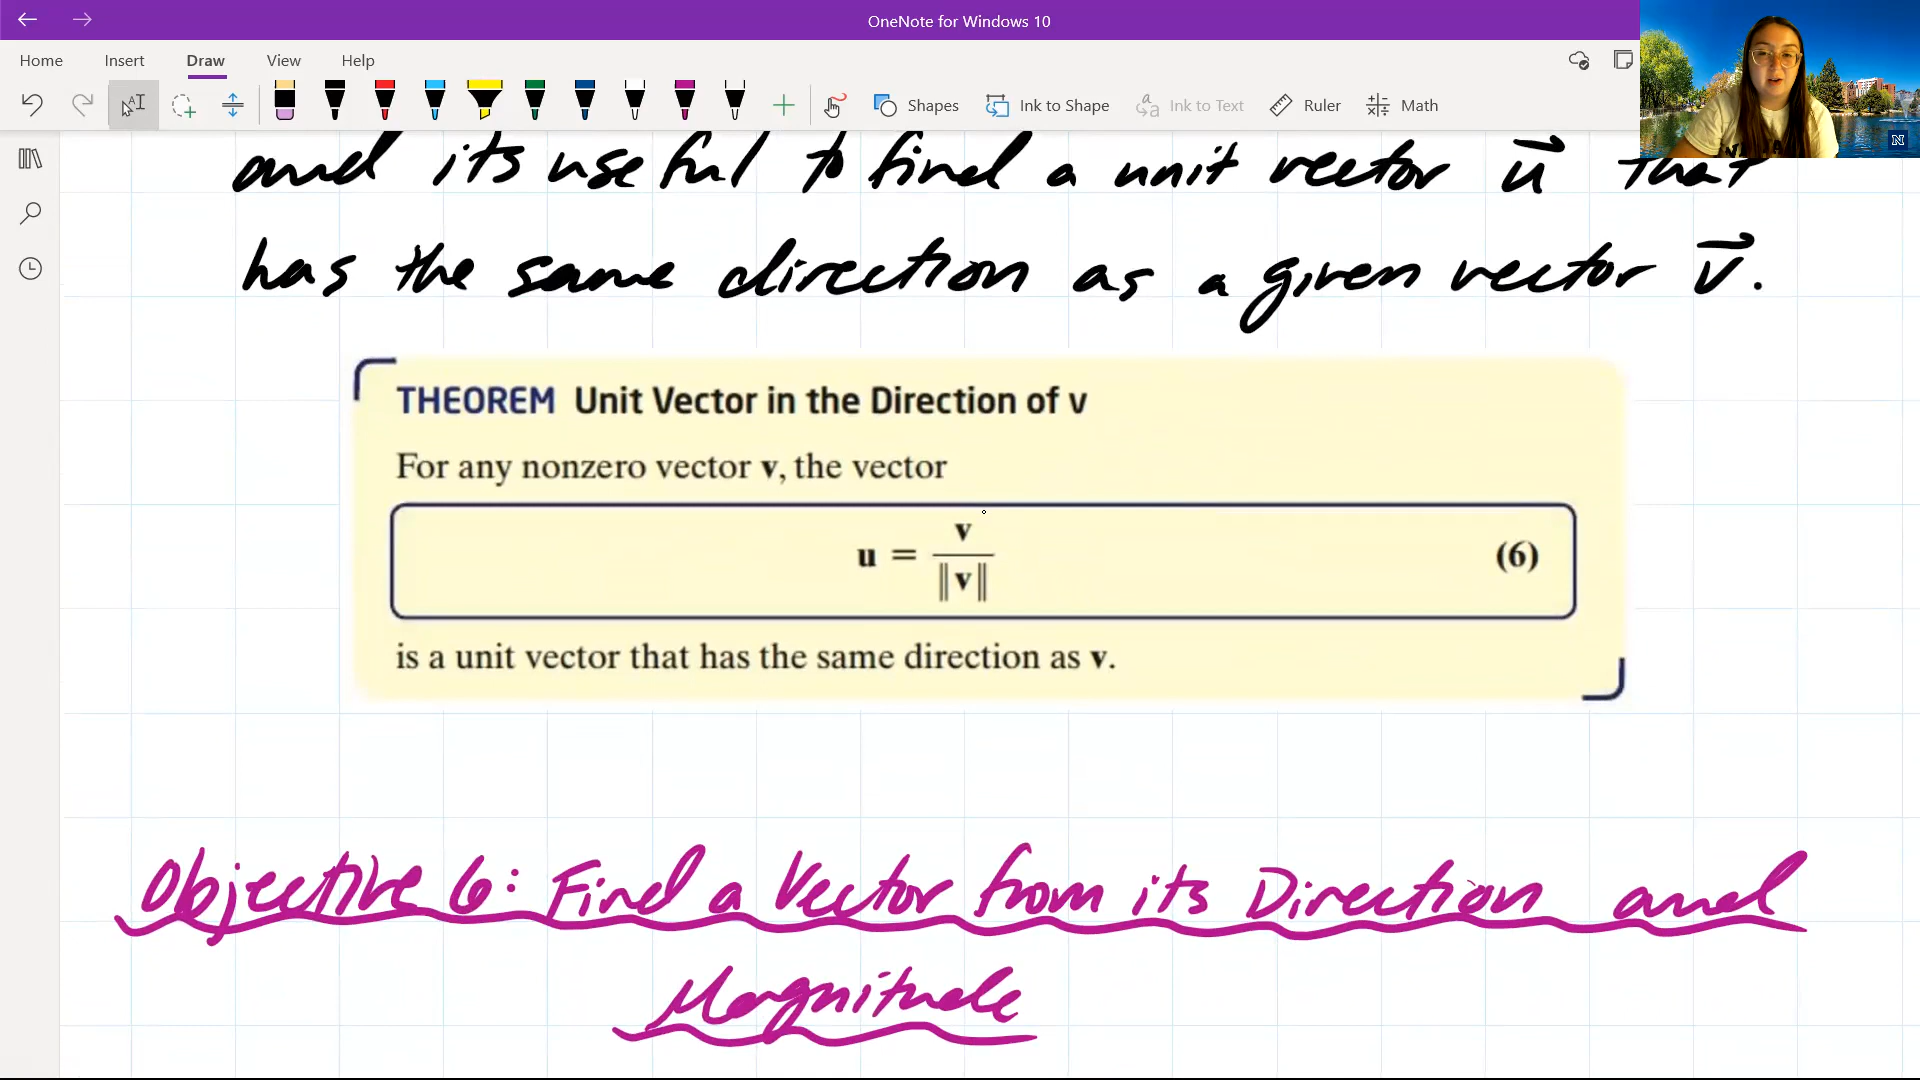 OneNote for Windows 10
Home Insert Draw View Help
Shapes Ink to Shape Ink to Text Ruler Math
and its useful to find a unit vector u⃗ that
has the same direction as a given vector v⃗.
THEOREM Unit Vector in the Direction of v
For any nonzero vector v, the vector
u = v / ‖v‖ (6)
is a unit vector that has the same direction as v.
Objective 6: Find a Vector from its Direction and
Magnitude
N